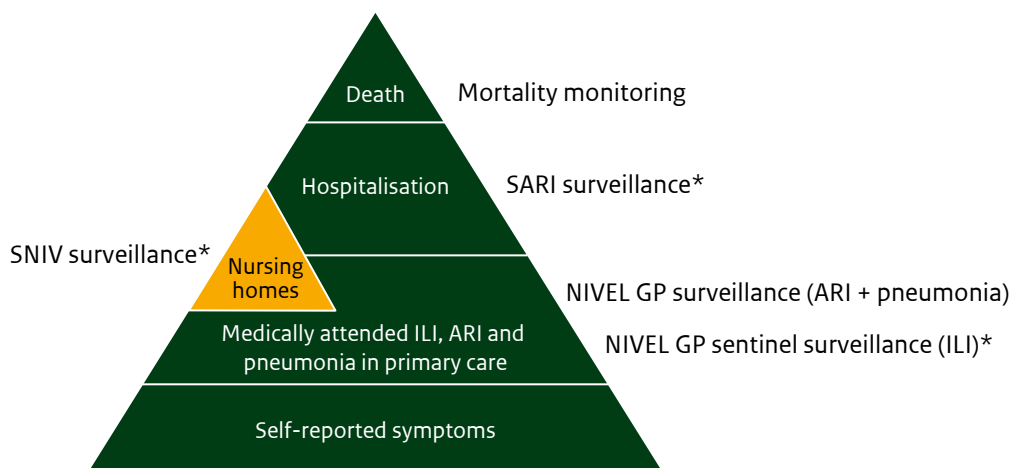 Death
Mortality monitoring
Hospitalisation
SARI surveillance*
SNIV surveillance*
Nursing
homes
NIVEL GP surveillance (ARI + pneumonia)
Medically attended ILI, ARI and
pneumonia in primary care
NIVEL GP sentinel surveillance (ILI)*
Self-reported symptoms